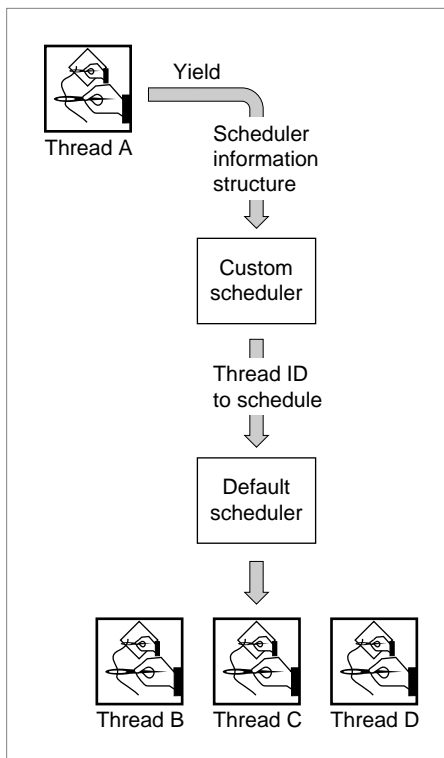 Yield
Thread A
Scheduler
information
structure
Custom
scheduler
Thread ID
to schedule
Default
scheduler
Thread B
Thread C
Thread D